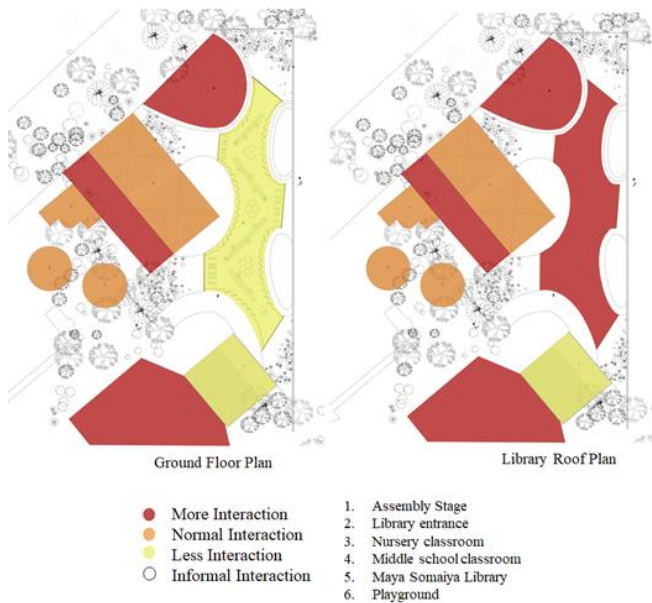 Ground Floor Plan
Library Roof Plan
More Interaction
Normal Interaction
Less Interaction
Informal Interaction
1. Assembly Stage
2. Library entrance
3. Nursery classroom
4. Middle school classroom
5. Maya Somaiya Library
6. Playground